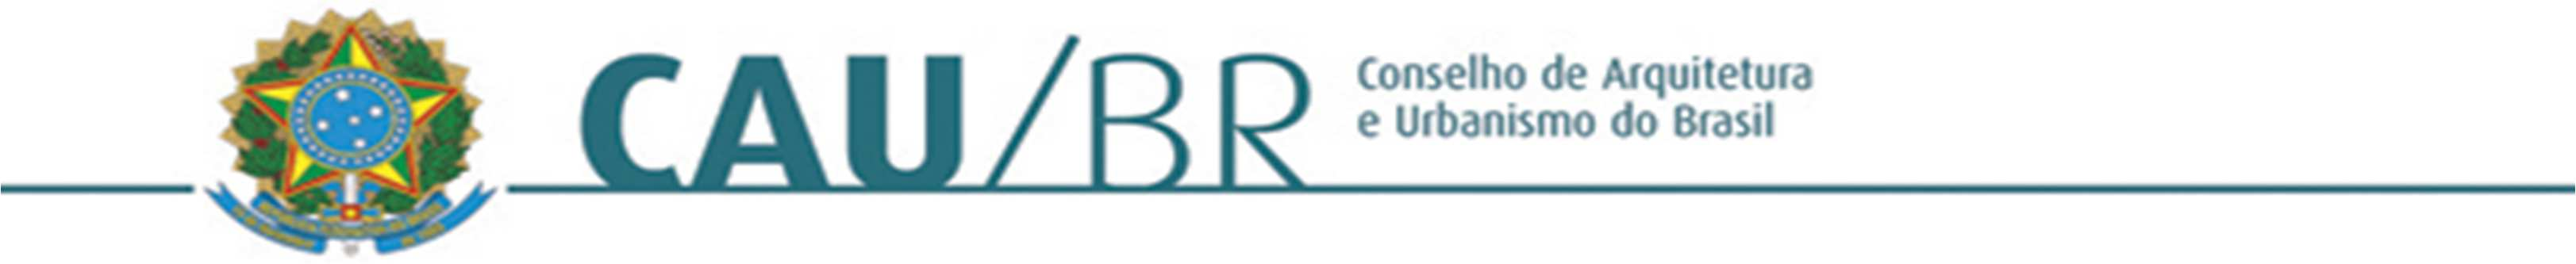 CAU/BR
Conselho de Arquitetura
e Urbanismo do Brasil